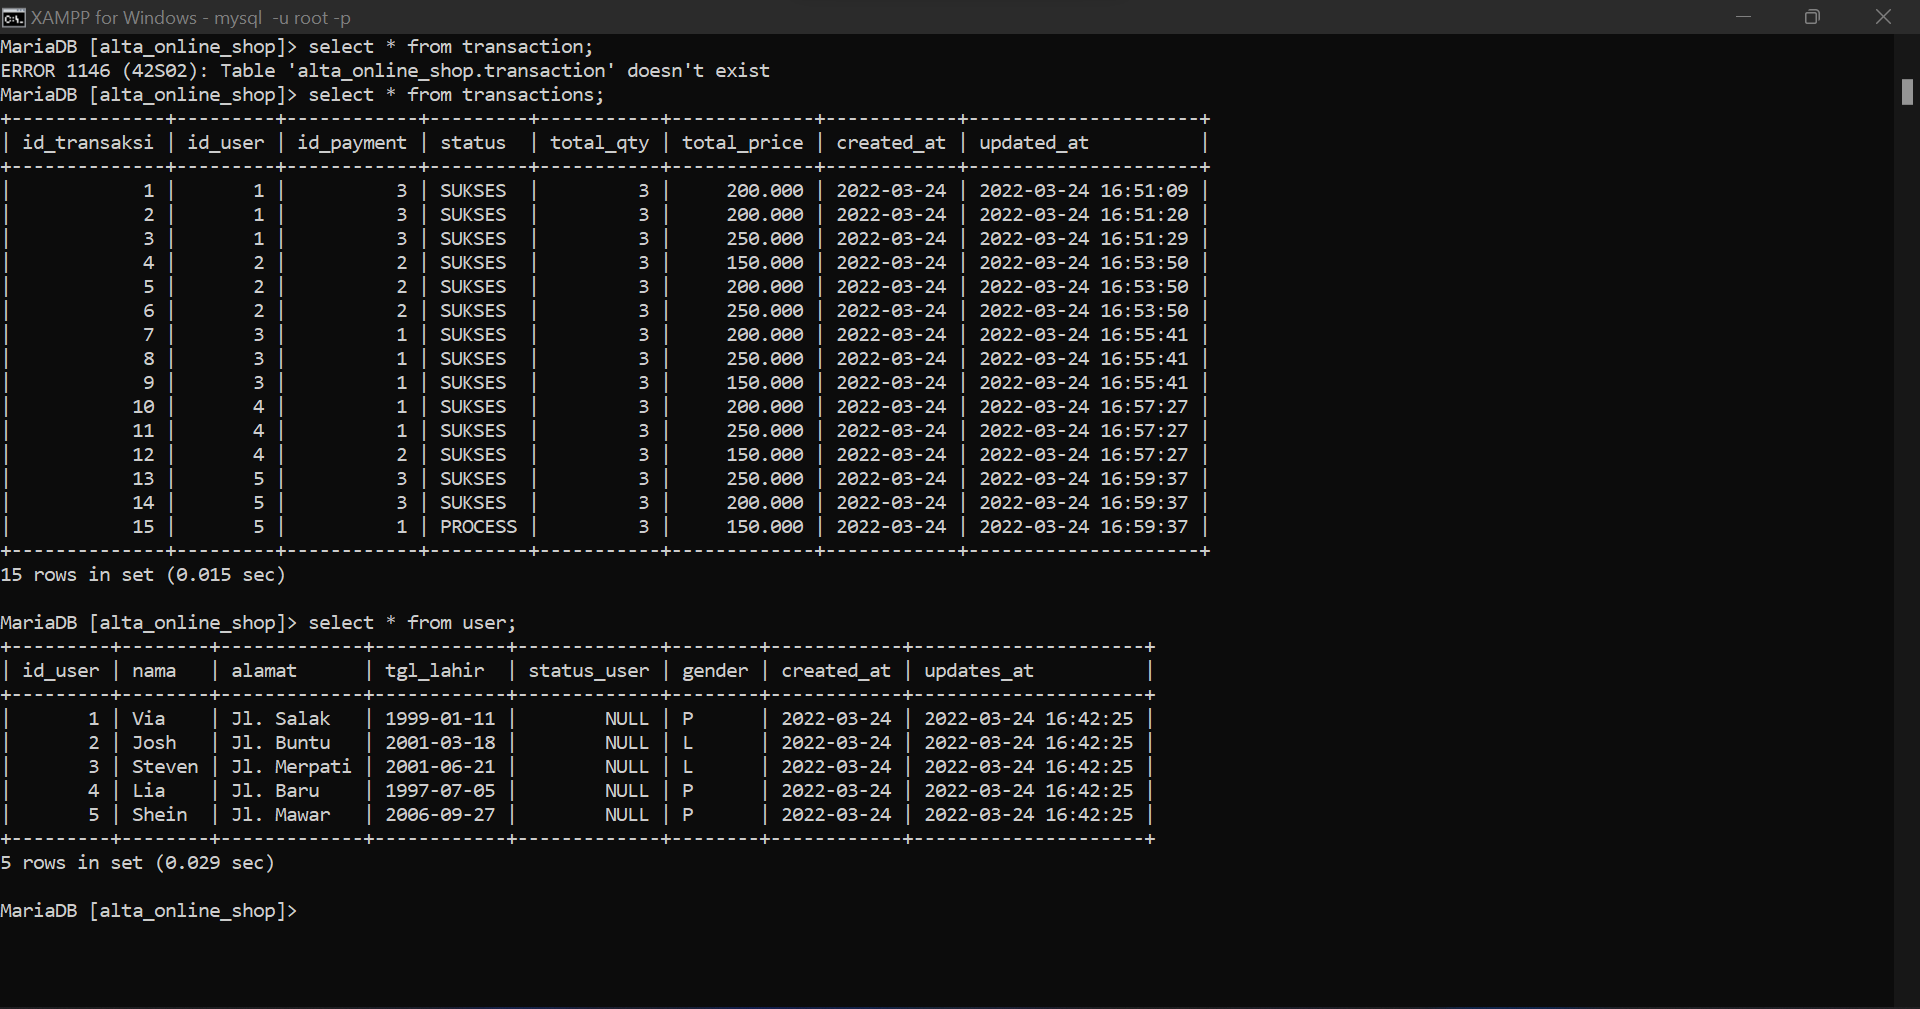 XAMPP for Windows - mysql  -u root -p
MariaDB [alta_online_shop]> select * from transaction;
ERROR 1146 (42S02): Table 'alta_online_shop.transaction' doesn't exist
MariaDB [alta_online_shop]> select * from transactions;
+--------------+---------+------------+---------+-----------+-------------+------------+---------------------+
| id_transaksi | id_user | id_payment | status  | total_qty | total_price | created_at | updated_at          |
+--------------+---------+------------+---------+-----------+-------------+------------+---------------------+
|            1 |       1 |          3 | SUKSES  |         3 |     200.000 | 2022-03-24 | 2022-03-24 16:51:09 |
|            2 |       1 |          3 | SUKSES  |         3 |     200.000 | 2022-03-24 | 2022-03-24 16:51:20 |
|            3 |       1 |          3 | SUKSES  |         3 |     250.000 | 2022-03-24 | 2022-03-24 16:51:29 |
|            4 |       2 |          2 | SUKSES  |         3 |     150.000 | 2022-03-24 | 2022-03-24 16:53:50 |
|            5 |       2 |          2 | SUKSES  |         3 |     200.000 | 2022-03-24 | 2022-03-24 16:53:50 |
|            6 |       2 |          2 | SUKSES  |         3 |     250.000 | 2022-03-24 | 2022-03-24 16:53:50 |
|            7 |       3 |          1 | SUKSES  |         3 |     200.000 | 2022-03-24 | 2022-03-24 16:55:41 |
|            8 |       3 |          1 | SUKSES  |         3 |     250.000 | 2022-03-24 | 2022-03-24 16:55:41 |
|            9 |       3 |          1 | SUKSES  |         3 |     150.000 | 2022-03-24 | 2022-03-24 16:55:41 |
|           10 |       4 |          1 | SUKSES  |         3 |     200.000 | 2022-03-24 | 2022-03-24 16:57:27 |
|           11 |       4 |          1 | SUKSES  |         3 |     250.000 | 2022-03-24 | 2022-03-24 16:57:27 |
|           12 |       4 |          2 | SUKSES  |         3 |     150.000 | 2022-03-24 | 2022-03-24 16:57:27 |
|           13 |       5 |          3 | SUKSES  |         3 |     250.000 | 2022-03-24 | 2022-03-24 16:59:37 |
|           14 |       5 |          3 | SUKSES  |         3 |     200.000 | 2022-03-24 | 2022-03-24 16:59:37 |
|           15 |       5 |          1 | PROCESS |         3 |     150.000 | 2022-03-24 | 2022-03-24 16:59:37 |
+--------------+---------+------------+---------+-----------+-------------+------------+---------------------+
15 rows in set (0.015 sec)
MariaDB [alta_online_shop]> select * from user;
+---------+--------+-------------+------------+-------------+--------+------------+---------------------+
| id_user | nama   | alamat      | tgl_lahir  | status_user | gender | created_at | updates_at          |
+---------+--------+-------------+------------+-------------+--------+------------+---------------------+
|       1 | Via    | Jl. Salak   | 1999-01-11 |        NULL | P      | 2022-03-24 | 2022-03-24 16:42:25 |
|       2 | Josh   | Jl. Buntu   | 2001-03-18 |        NULL | L      | 2022-03-24 | 2022-03-24 16:42:25 |
|       3 | Steven | Jl. Merpati | 2001-06-21 |        NULL | L      | 2022-03-24 | 2022-03-24 16:42:25 |
|       4 | Lia    | Jl. Baru    | 1997-07-05 |        NULL | P      | 2022-03-24 | 2022-03-24 16:42:25 |
|       5 | Shein  | Jl. Mawar   | 2006-09-27 |        NULL | P      | 2022-03-24 | 2022-03-24 16:42:25 |
+---------+--------+-------------+------------+-------------+--------+------------+---------------------+
5 rows in set (0.029 sec)
MariaDB [alta_online_shop]>